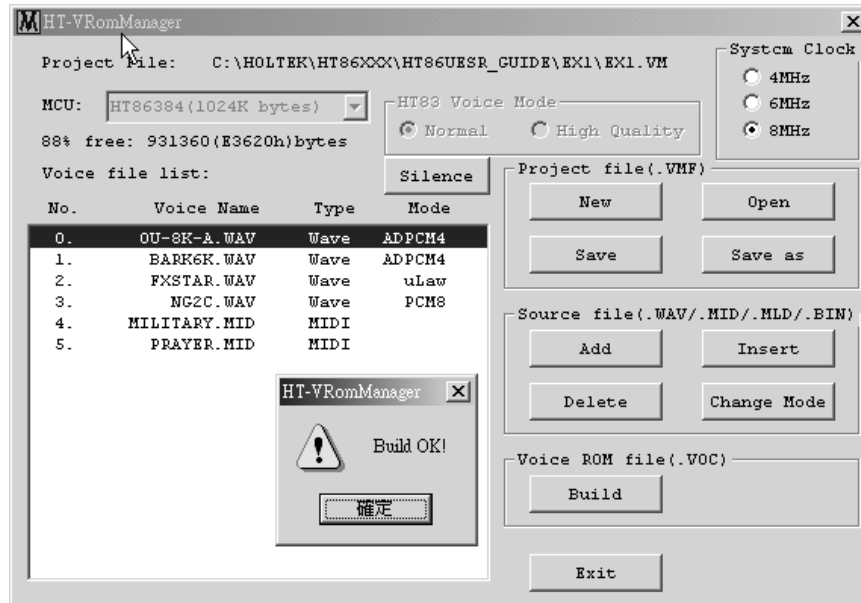 HT-VRomManager
Project File: C:\HOLTEK\HT86XXX\HT86UESR_GUIDE\EX1\EX1.VM
System Clock
4MHz
6MHz
8MHz
MCU: HT86384(1024K bytes)
HT83 Voice Mode
Normal High Quality
88% free: 931360(E3620h)bytes
Voice file list:
Silence
No. Voice Name Type Mode
0. OU-8K-A.WAV Wave ADPCM4
1. BARK6K.WAV Wave ADPCM4
2. FXSTAR.WAV Wave uLaw
3. NG2C.WAV Wave PCM8
4. MILITARY.MID MIDI
5. PRAYER.MID MIDI
Project file(.VMF)
New Open
Save Save as
Source file(.WAV/.MID/.MLD/.BIN)
Add Insert
Delete Change Mode
Voice ROM file(.VOC)
Build
Exit
HT-VRomManager
Build OK!
確定